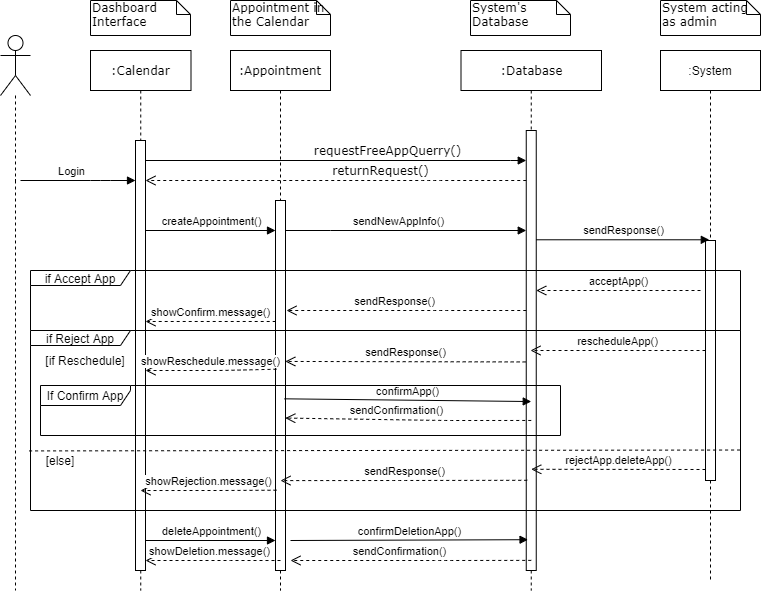 Dashboard
Interface
Appointment in
the Calendar
System's
Database
System acting
as admin
:Calendar
:Appointment
:Database
:System
requestFreeAppQuerry()
Login
returnRequest()
createAppointment()
sendNewAppInfo()
sendResponse()
if Accept App
acceptApp()
sendResponse()
showConfirm.message()
if Reject App
rescheduleApp()
[if Reschedule]
showReschedule.message()
sendResponse()
If Confirm App
confirmApp()
sendConfirmation()
[else]
rejectApp.deleteApp()
sendResponse()
showRejection.message()
deleteAppointment()
confirmDeletionApp()
showDeletion.message()
sendConfirmation()